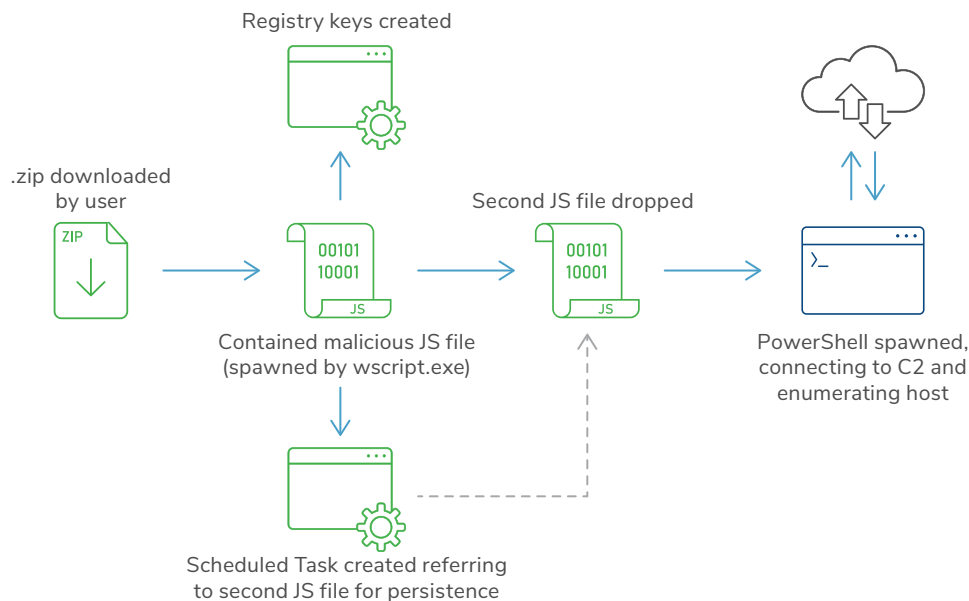 Registry keys created
.zip downloaded
by user
ZIP
00101
10001
JS
Contained malicious JS file
(spawned by wscript.exe)
Second JS file dropped
00101
10001
JS
>_
PowerShell spawned,
connecting to C2 and
enumerating host
Scheduled Task created referring
to second JS file for persistence